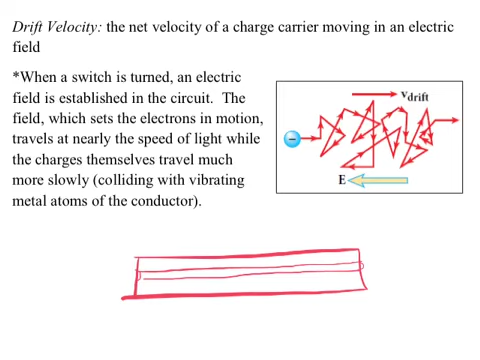 Drift Velocity: the net velocity of a charge carrier moving in an electric
field
*When a switch is turned, an electric
field is established in the circuit.  The
field, which sets the electrons in motion,
travels at nearly the speed of light while
the charges themselves travel much
more slowly (colliding with vibrating
metal atoms of the conductor).
vdrift
−
E